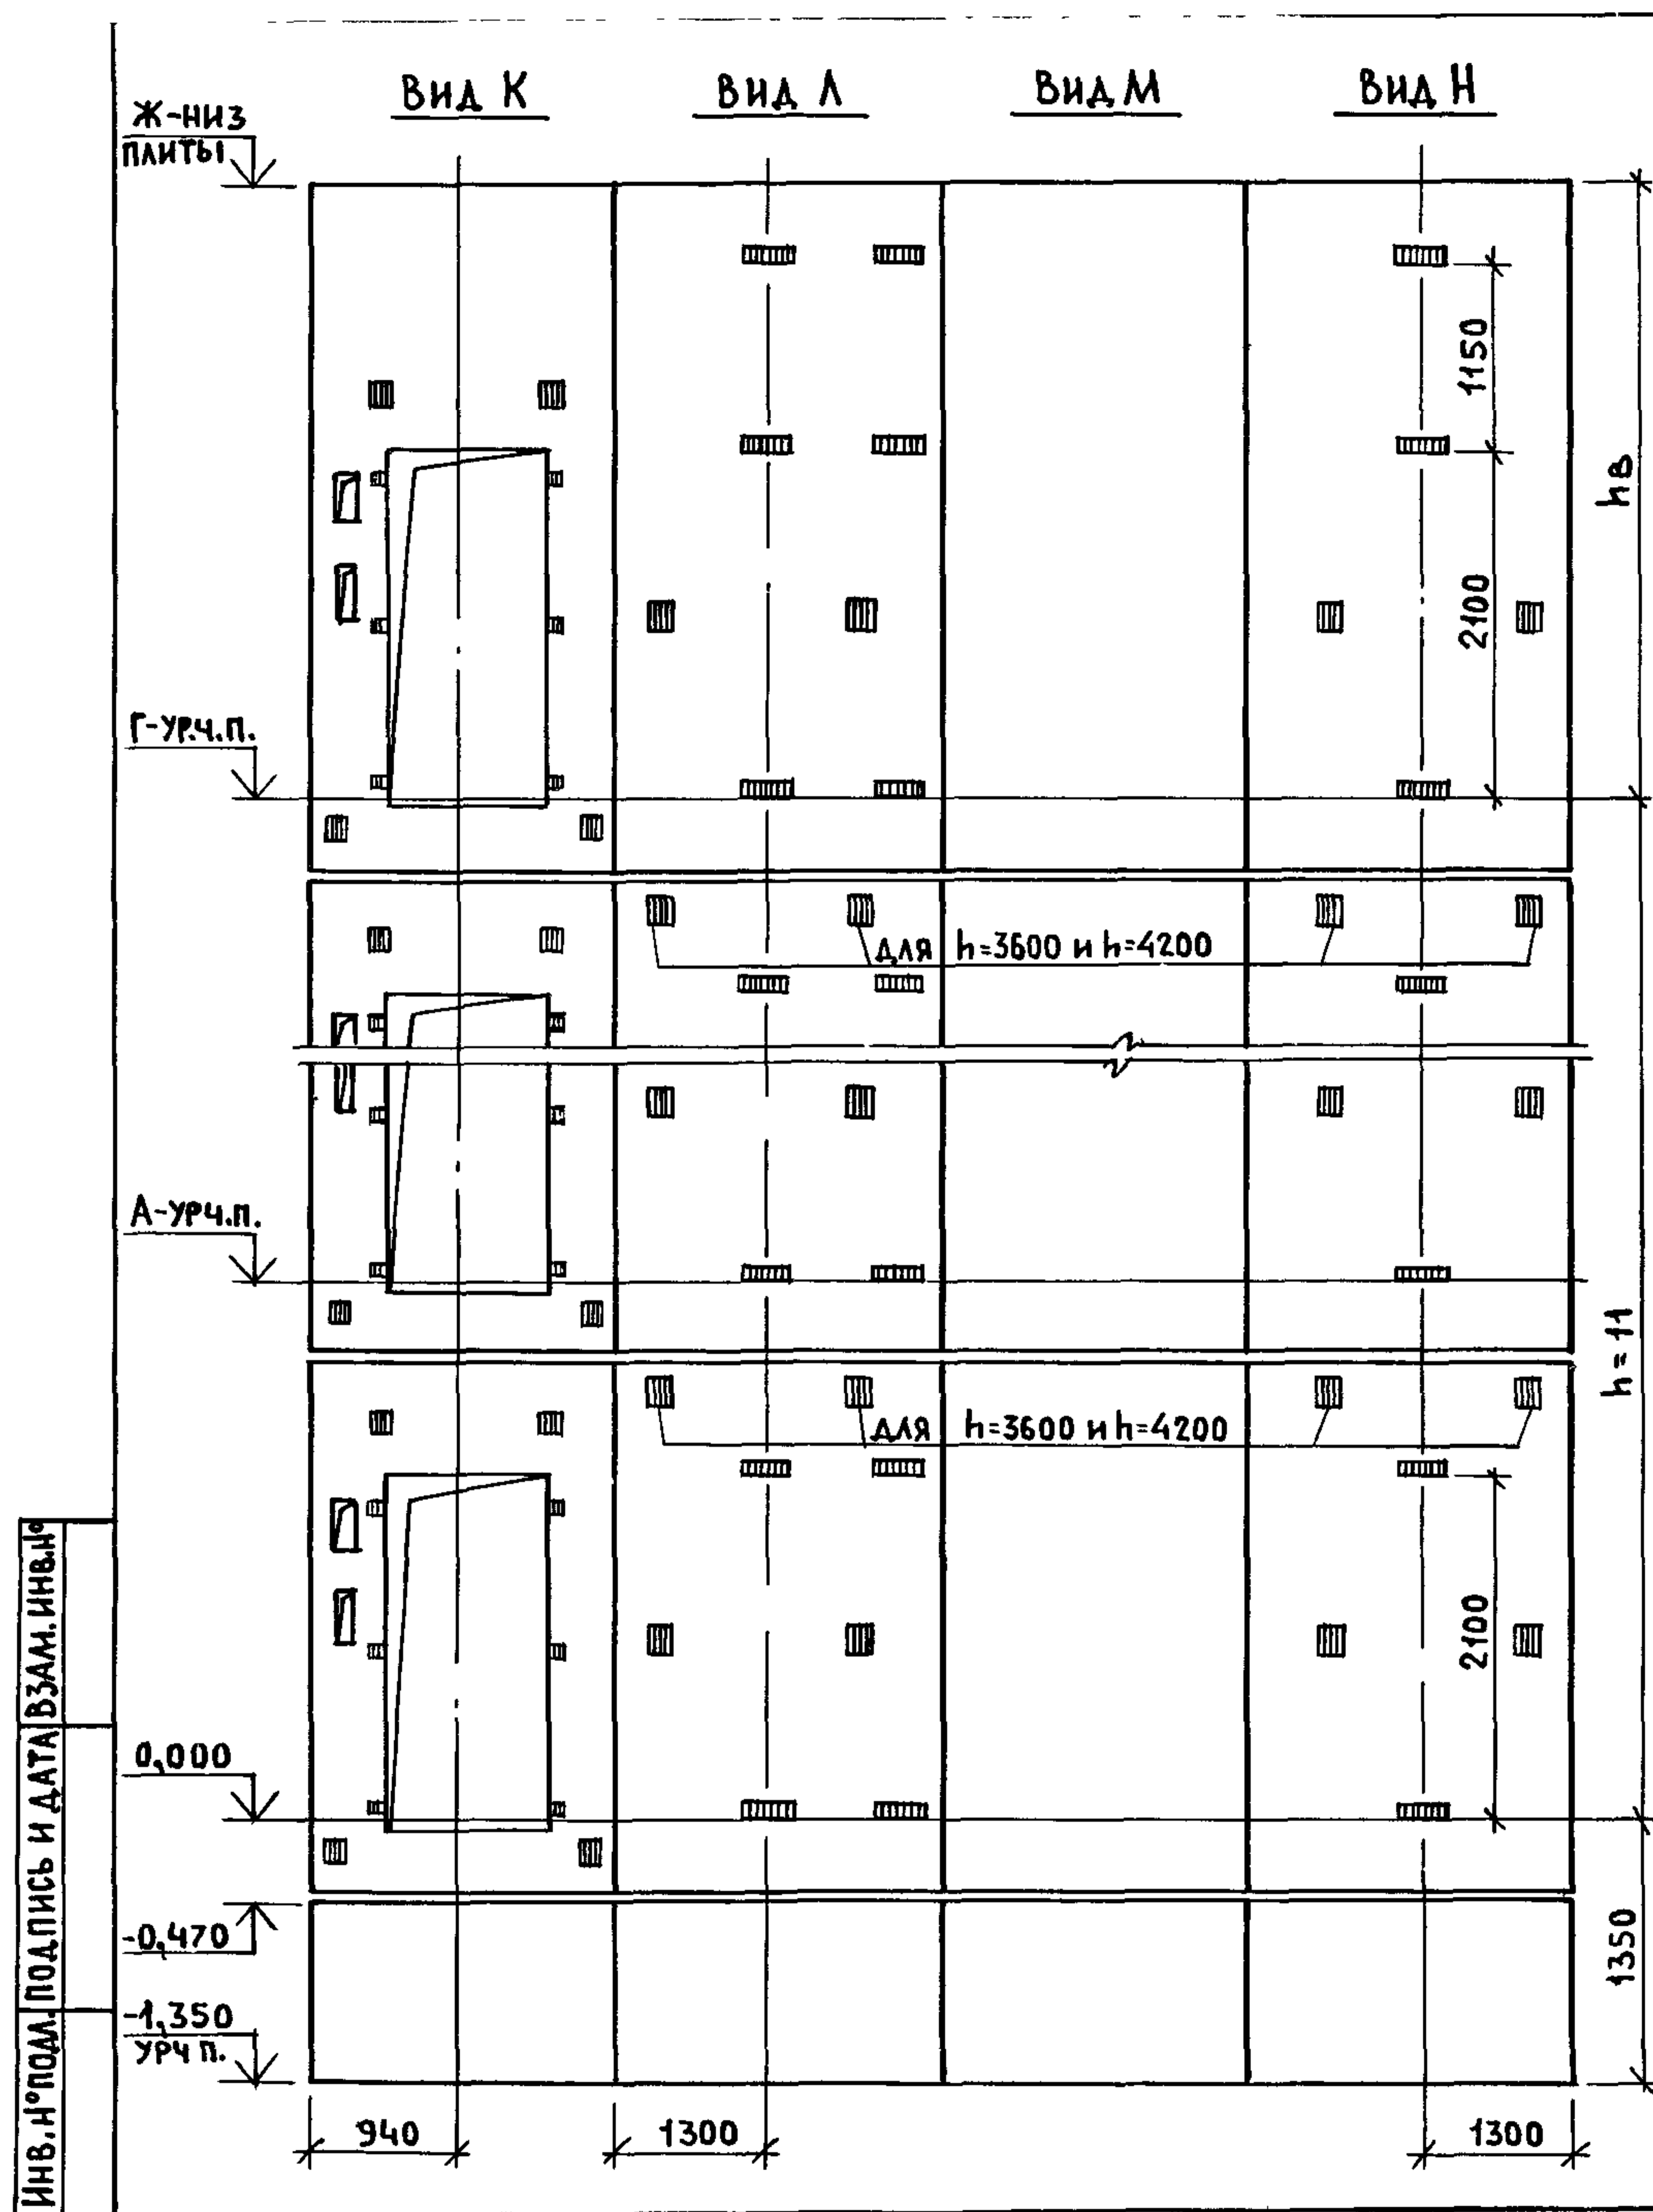 Вид К
Вид Л
Вид М
Вид Н
Ж-низ
плиты
1150
hв
2100
Г-ур.ч.п.
для h=3600 и h=4200
А-урч.п.
h=11
для h=3600 и h=4200
2100
0,000
-0,470
-1,350
урч п.
1350
940
1300
1300
Инв.№подл.
Подпись и дата
Взам.инв.№